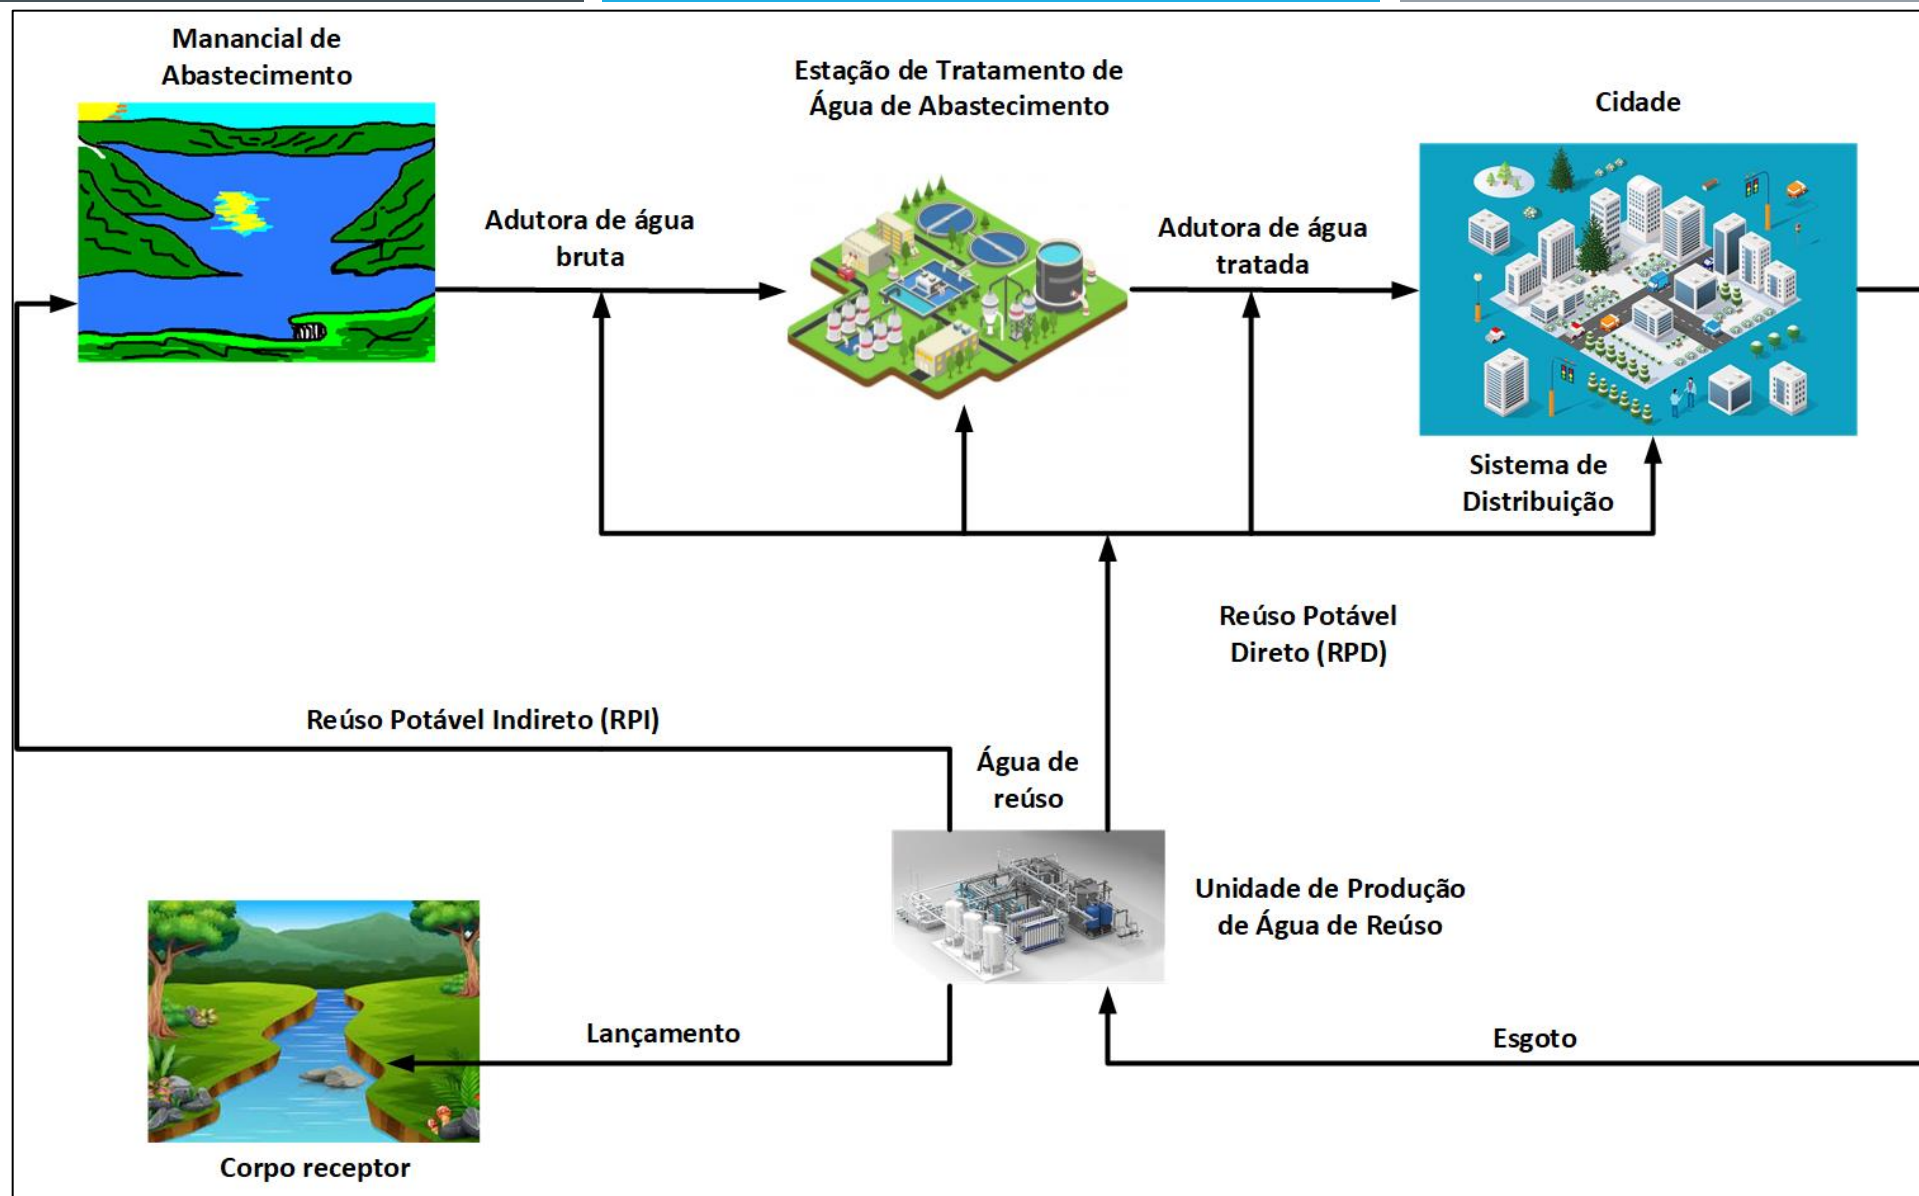 Manancial de
Abastecimento
Estação de Tratamento de
Água de Abastecimento
Cidade
Adutora de água
bruta
Adutora de água
tratada
Sistema de
Distribuição
Reúso Potável
Direto (RPD)
Reúso Potável Indireto (RPI)
Água de
reúso
Unidade de Produção
de Água de Reúso
Lançamento
Esgoto
Corpo receptor